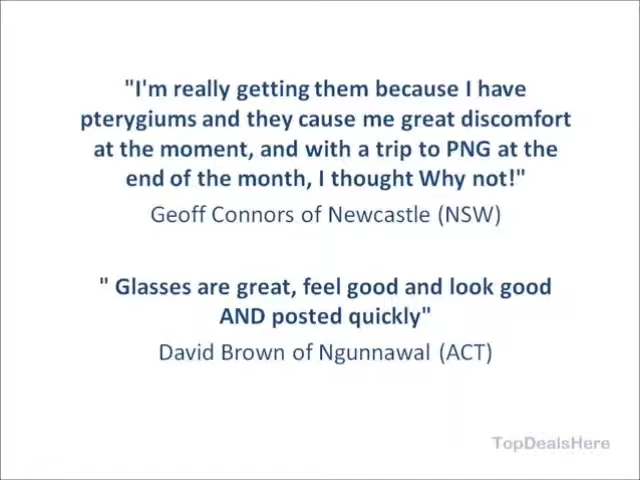 "I'm really getting them because I have
pterygiums and they cause me great discomfort
at the moment, and with a trip to PNG at the
end of the month, I thought Why not!"
Geoff Connors of Newcastle (NSW)
" Glasses are great, feel good and look good
AND posted quickly"
David Brown of Ngunnawal (ACT)
TopDealsHere